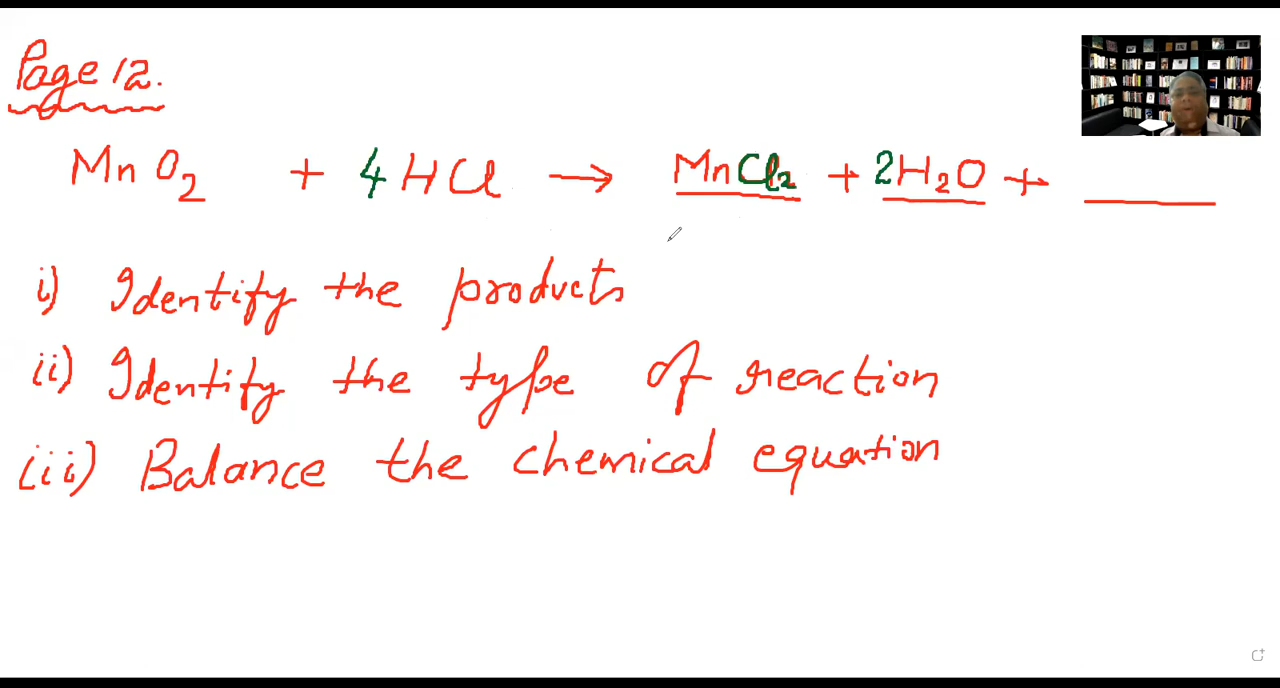 Page 12.
MnO2 + 4HCl → MnCl2 + 2H2O + ______
i) Identify the products
ii) Identify the type of reaction
iii) Balance the chemical equation